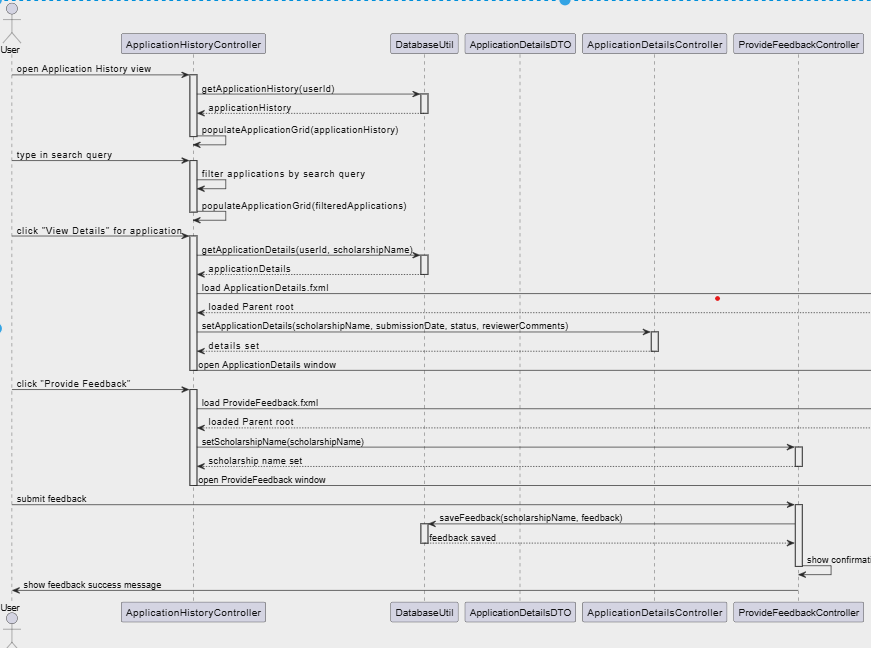 User
ApplicationHistoryController
DatabaseUtil
ApplicationDetailsDTO
ApplicationDetailsController
ProvideFeedbackController
open Application History view
getApplicationHistory(userId)
applicationHistory
populateApplicationGrid(applicationHistory)
type in search query
filter applications by search query
populateApplicationGrid(filteredApplications)
click "View Details" for application
getApplicationDetails(userId, scholarshipName)
applicationDetails
load ApplicationDetails.fxml
loaded Parent root
setApplicationDetails(scholarshipName, submissionDate, status, reviewerComments)
details set
open ApplicationDetails window
click "Provide Feedback"
load ProvideFeedback.fxml
loaded Parent root
setScholarshipName(scholarshipName)
scholarship name set
open ProvideFeedback window
submit feedback
saveFeedback(scholarshipName, feedback)
feedback saved
show
show feedback success message
User
ApplicationHistoryController
DatabaseUtil
ApplicationDetailsDTO
ApplicationDetailsController
ProvideFeedbackController